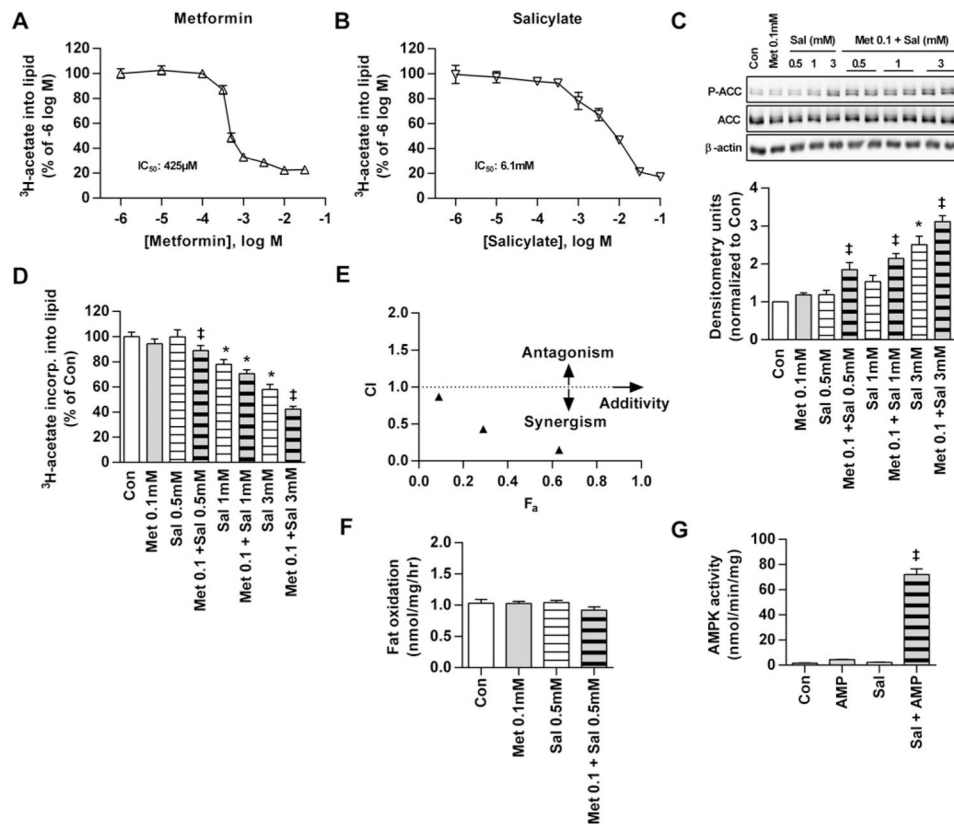 A
Metformin
³H-acetate into lipid
(% of -6 log M)
120
100
80
60
40
20
0
IC₅₀: 425µM
-6 -5 -4 -3 -2 -1
[Metformin], log M
B
Salicylate
³H-acetate into lipid
(% of -6 log M)
120
100
80
60
40
20
0
IC₅₀: 6.1mM
-6 -5 -4 -3 -2 -1
[Salicylate], log M
C
Con
Met 0.1mM
Sal (mM)
0.5 1 3
Met 0.1 + Sal (mM)
0.5 1 3
P-ACC
ACC
β-actin
Densitometry units
(normalized to Con)
4
3
2
1
0
‡
‡
*
‡
Con
Met 0.1mM
Sal 0.5mM
Met 0.1 +Sal 0.5mM
Sal 1mM
Met 0.1 + Sal 1mM
Sal 3mM
Met 0.1 +Sal 3mM
D
³H-acetate incorp. into lipid
(% of Con)
120
100
80
60
40
20
0
‡
*
*
*
‡
Con
Met 0.1mM
Sal 0.5mM
Met 0.1 +Sal 0.5mM
Sal 1mM
Met 0.1 + Sal 1mM
Sal 3mM
Met 0.1 +Sal 3mM
E
CI
2.0
1.5
1.0
0.5
0.0
Antagonism
Additivity
Synergism
0.0 0.2 0.4 0.6 0.8 1.0
Fₐ
F
Fat oxidation
(nmol/mg/hr)
2.0
1.5
1.0
0.5
0.0
Con
Met 0.1mM
Sal 0.5mM
Met 0.1 + Sal 0.5mM
G
AMPK activity
(nmol/min/mg)
100
80
60
40
20
0
‡
Con
AMP
Sal
Sal + AMP